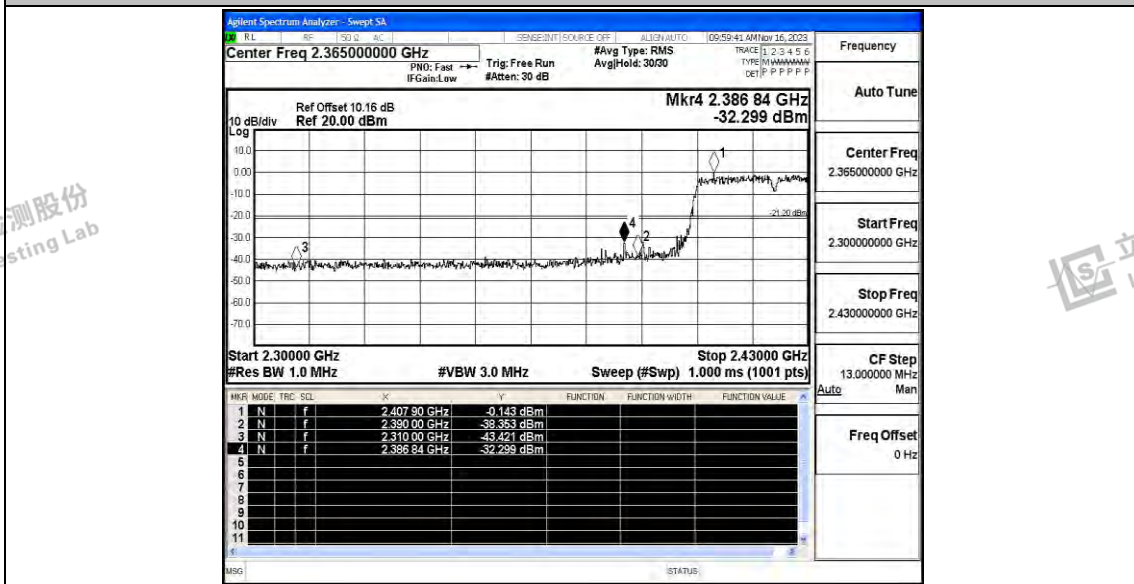 Agilent Spectrum Analyzer - Swept SA
RL RF 50 Ω AC SENSE:INT SOURCE OFF ALIGN AUTO 09:59:41 AM Nov 16, 2023
Center Freq 2.365000000 GHz
PNO: Fast
IFGain:Low
Trig: Free Run
#Atten: 30 dB
#Avg Type: RMS
Avg|Hold: 30/30
TRACE 1 2 3 4 5 6
TYPE M
DET P P P P P P
Ref Offset 10.16 dB
Ref 20.00 dBm
Mkr4 2.386 84 GHz
-32.299 dBm
10 dB/div
Log
10.0
0.00
-10.0
-20.0
-30.0
-40.0
-50.0
-60.0
-70.0
1
-21.20 dBm
4
2
3
Start 2.30000 GHz
Stop 2.43000 GHz
#Res BW 1.0 MHz
#VBW 3.0 MHz
Sweep (#Swp) 1.000 ms (1001 pts)
MKR MODE TRC SCL X Y FUNCTION FUNCTION WIDTH FUNCTION VALUE
1 N f 2.407 90 GHz -0.143 dBm
2 N f 2.390 00 GHz -38.353 dBm
3 N f 2.310 00 GHz -43.421 dBm
4 N f 2.386 84 GHz -32.299 dBm
5
6
7
8
9
10
11
MSG
STATUS
Frequency
Auto Tune
Center Freq
2.365000000 GHz
Start Freq
2.300000000 GHz
Stop Freq
2.430000000 GHz
CF Step
13.000000 MHz
Auto Man
Freq Offset
0 Hz
测股份
sting Lab
立
LS